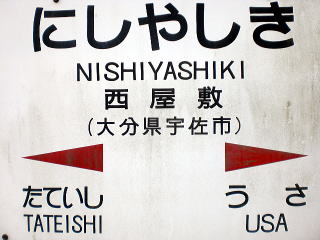 にしやしき
NISHIYASHIKI
西屋敷
(大分県宇佐市)
たていし うさ
TATEISHI USA